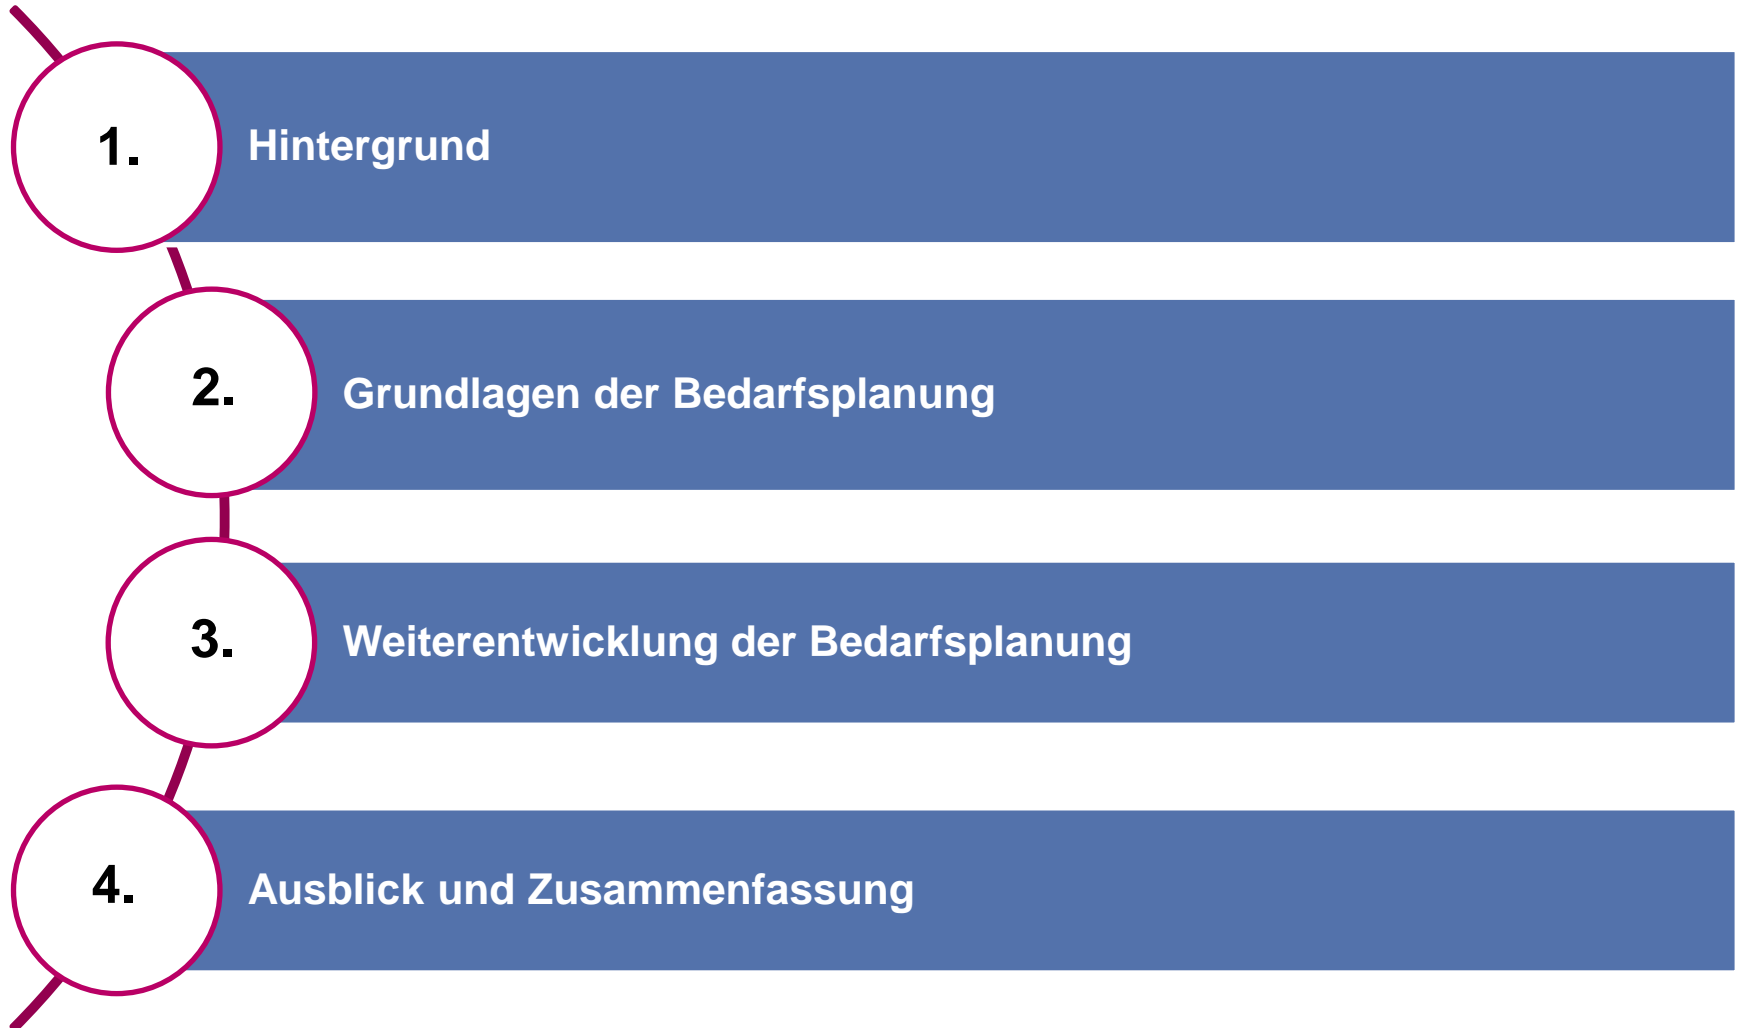 1.
Hintergrund
2.
Grundlagen der Bedarfsplanung
3.
Weiterentwicklung der Bedarfsplanung
4.
Ausblick und Zusammenfassung